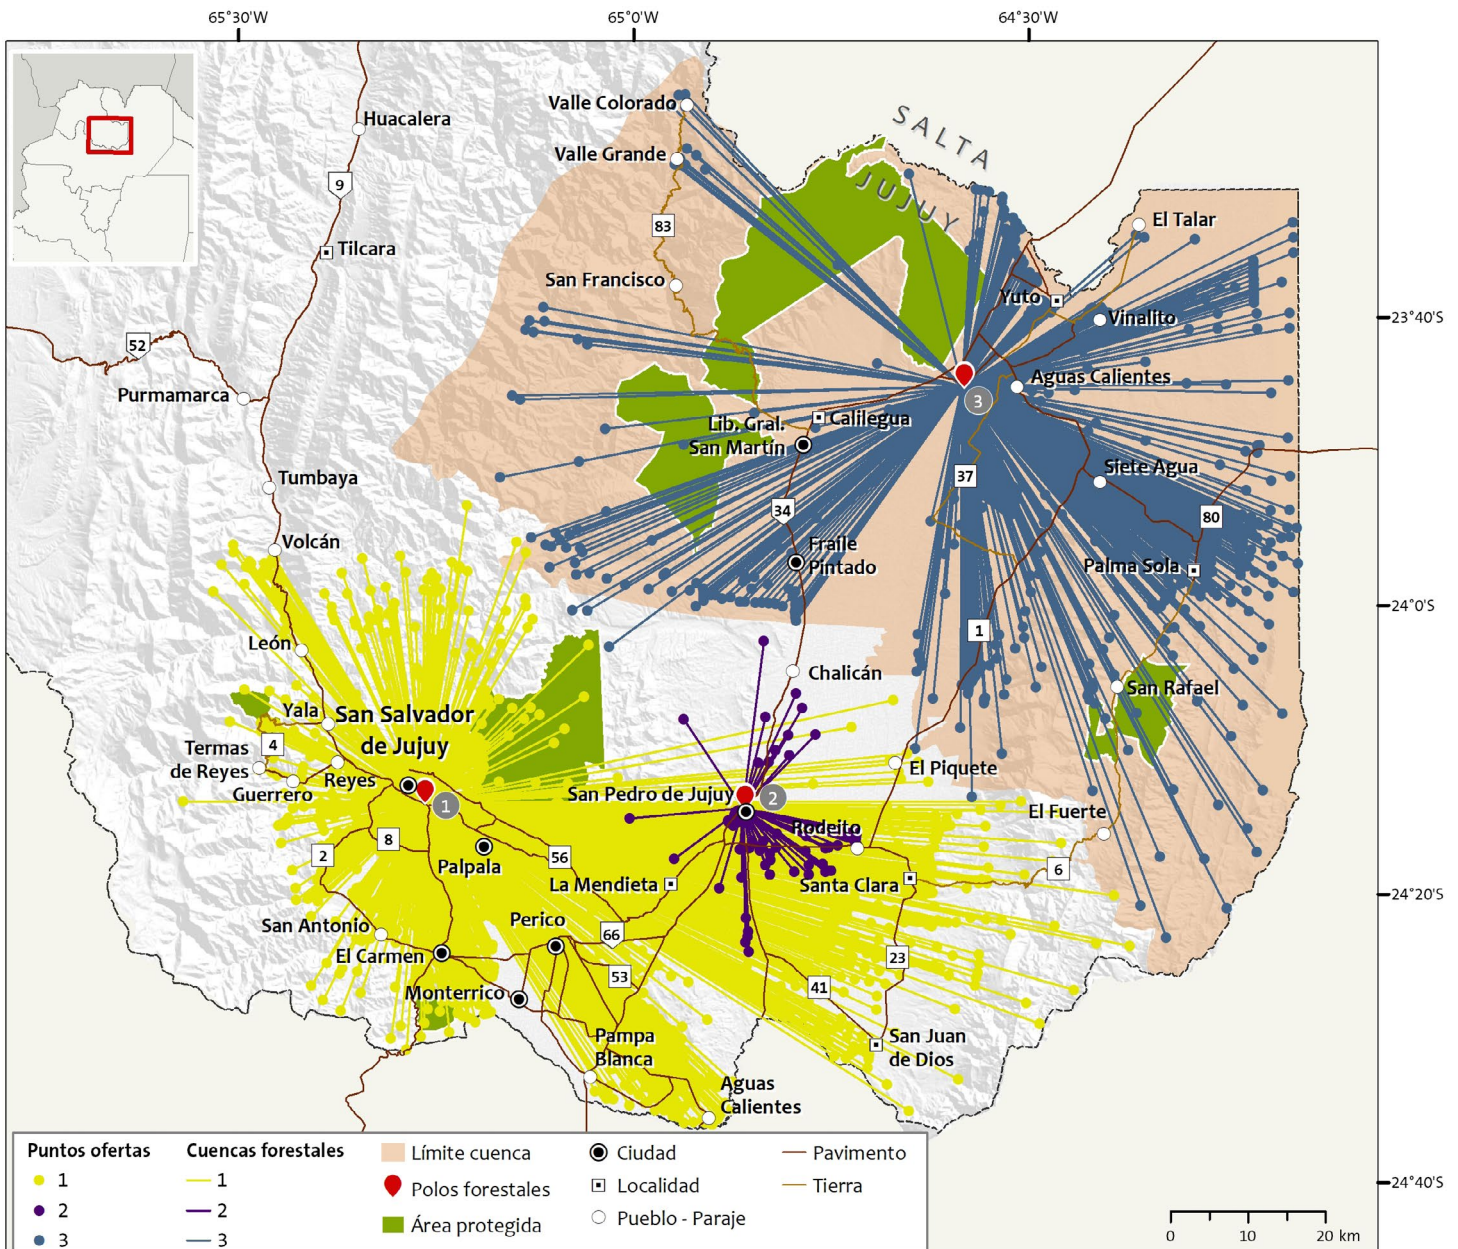 65°30'W
65°0'W
64°30'W
Valle Colorado
SALTA
Huacalera
Valle Grande
JUJUY
9
El Talar
83
Tilcara
San Francisco
Yuto
Vinalito
23°40'S
52
Aguas Calientes
Purmamarca
3
Lib. Gral.
San Martín
Calilegua
Tumbaya
37
Siete Agua
34
80
Volcán
Fraile
Pintado
Palma Sola
24°0'S
León
1
Chalicán
San Rafael
Yala
San Salvador
de Jujuy
4
Termas
de Reyes
El Piquete
Reyes
Guerrero
San Pedro de Jujuy
2
1
El Fuerte
Rodeito
8
2
56
Palpala
6
La Mendieta
Santa Clara
24°20'S
Perico
San Antonio
66
El Carmen
23
53
41
Monterrico
Pampa
Blanca
San Juan
de Dios
Aguas
Calientes
Puntos ofertas
1
2
3
Cuencas forestales
1
2
3
Límite cuenca
Polos forestales
Área protegida
Ciudad
Localidad
Pueblo - Paraje
Pavimento
Tierra
24°40'S
0 10 20 km